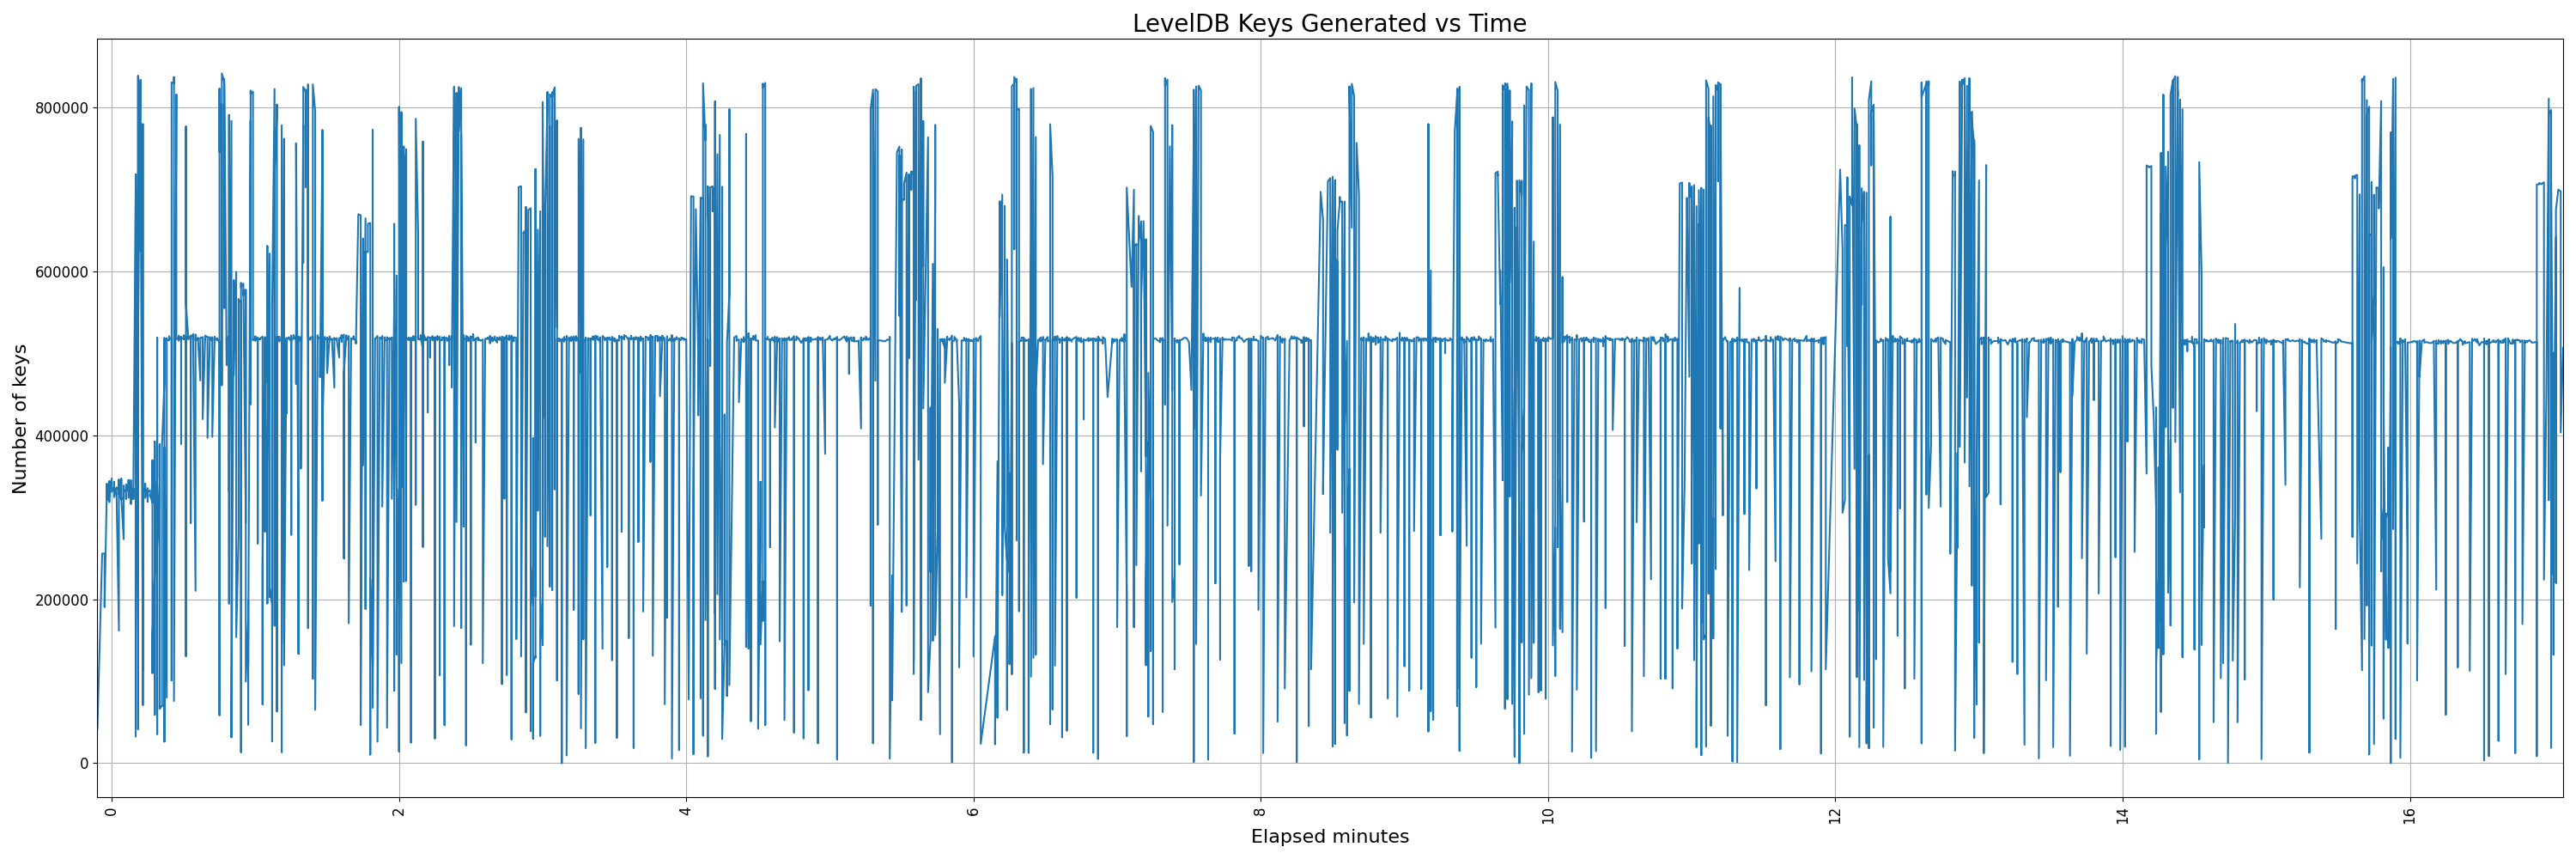 LevelDB Keys Generated vs Time
Number of keys
800000
600000
400000
200000
0
0 2 4 6 8 10 12 14 16
Elapsed minutes